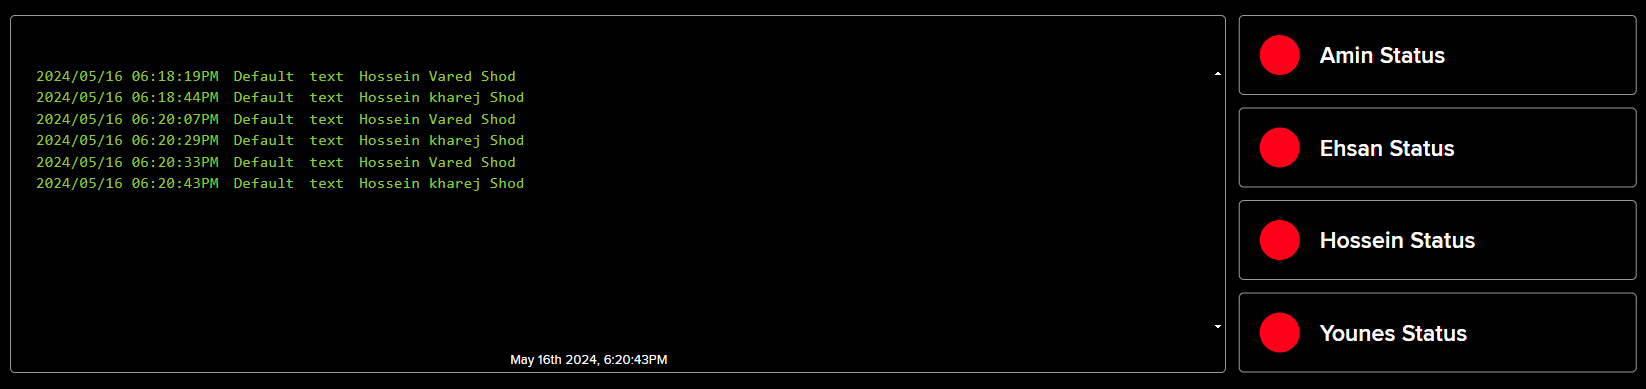 2024/05/16 06:18:19PM Default text Hossein Vared Shod
2024/05/16 06:18:44PM Default text Hossein kharej Shod
2024/05/16 06:20:07PM Default text Hossein Vared Shod
2024/05/16 06:20:29PM Default text Hossein kharej Shod
2024/05/16 06:20:33PM Default text Hossein Vared Shod
2024/05/16 06:20:43PM Default text Hossein kharej Shod
May 16th 2024, 6:20:43PM
Amin Status
Ehsan Status
Hossein Status
Younes Status